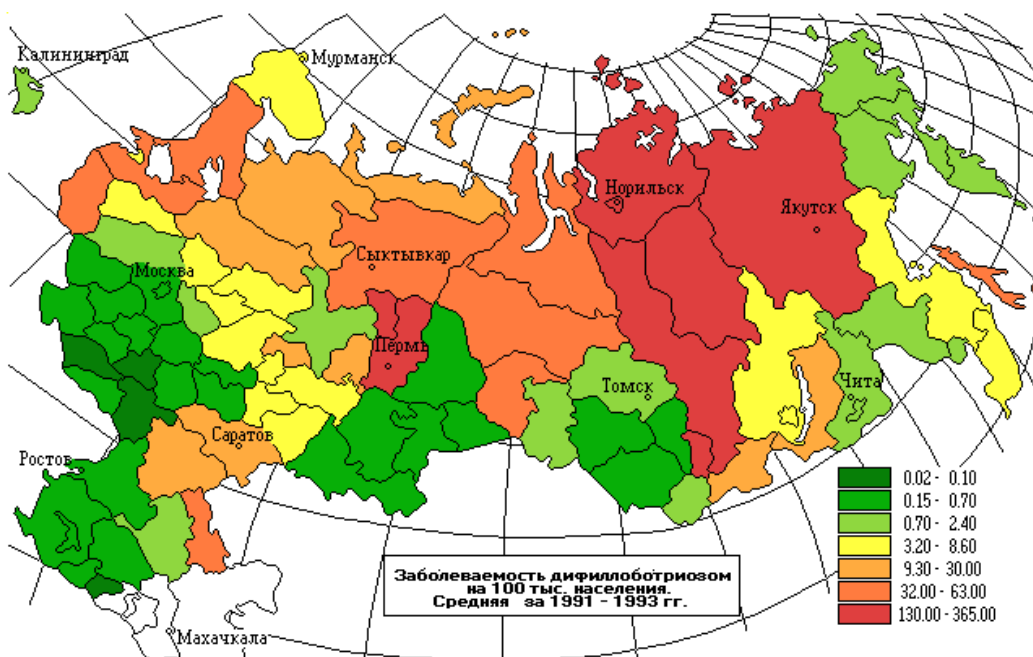 Калининград
Мурманск
Норильск
Якутск
Сыктывкар
Москва
Пермь
Томск
Чита
Саратов
Ростов
Махачкала
0.02 - 0.10
0.15 - 0.70
0.70 - 2.40
3.20 - 8.60
9.30 - 30.00
32.00 - 63.00
130.00 - 365.00
Заболеваемость дифиллоботриозом
на 100 тыс. населения.
Средняя за 1991 - 1993 гг.